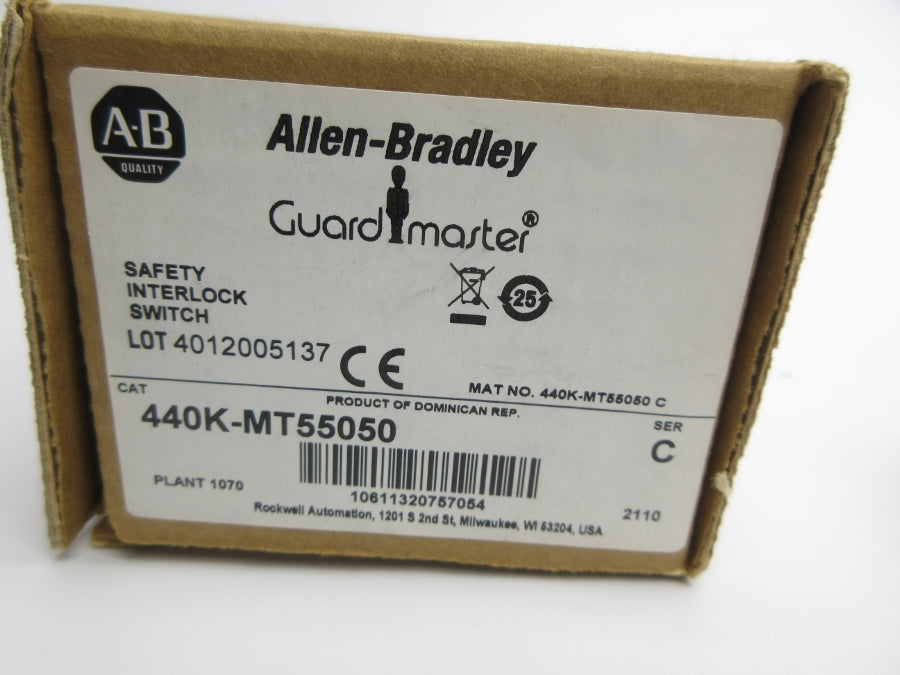 A-B
QUALITY
Allen-Bradley
Guardmaster®
SAFETY
INTERLOCK
SWITCH
25
LOT 4012005137
CE
MAT NO. 440K-MT55050 C
CAT
PRODUCT OF DOMINICAN REP.
440K-MT55050
SER
C
PLANT 1070
10611320757054
2110
Rockwell Automation, 1201 S 2nd St, Milwaukee, WI 53204, USA